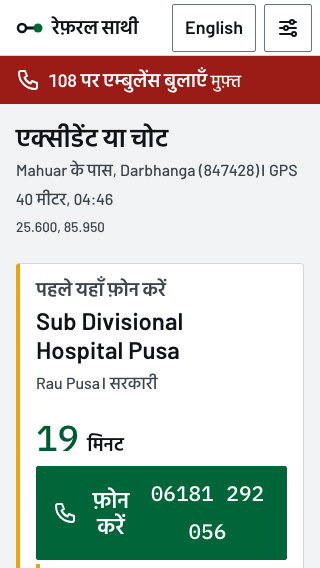 रेफ़रल साथी
English
108 पर एम्बुलेंस बुलाएँ मुफ़्त
एक्सीडेंट या चोट
Mahuar के पास, Darbhanga (847428)। GPS
40 मीटर, 04:46
25.600, 85.950
पहले यहाँ फ़ोन करें
Sub Divisional
Hospital Pusa
Rau Pusa। सरकारी
19 मिनट
फ़ोन करें
06181 292 056